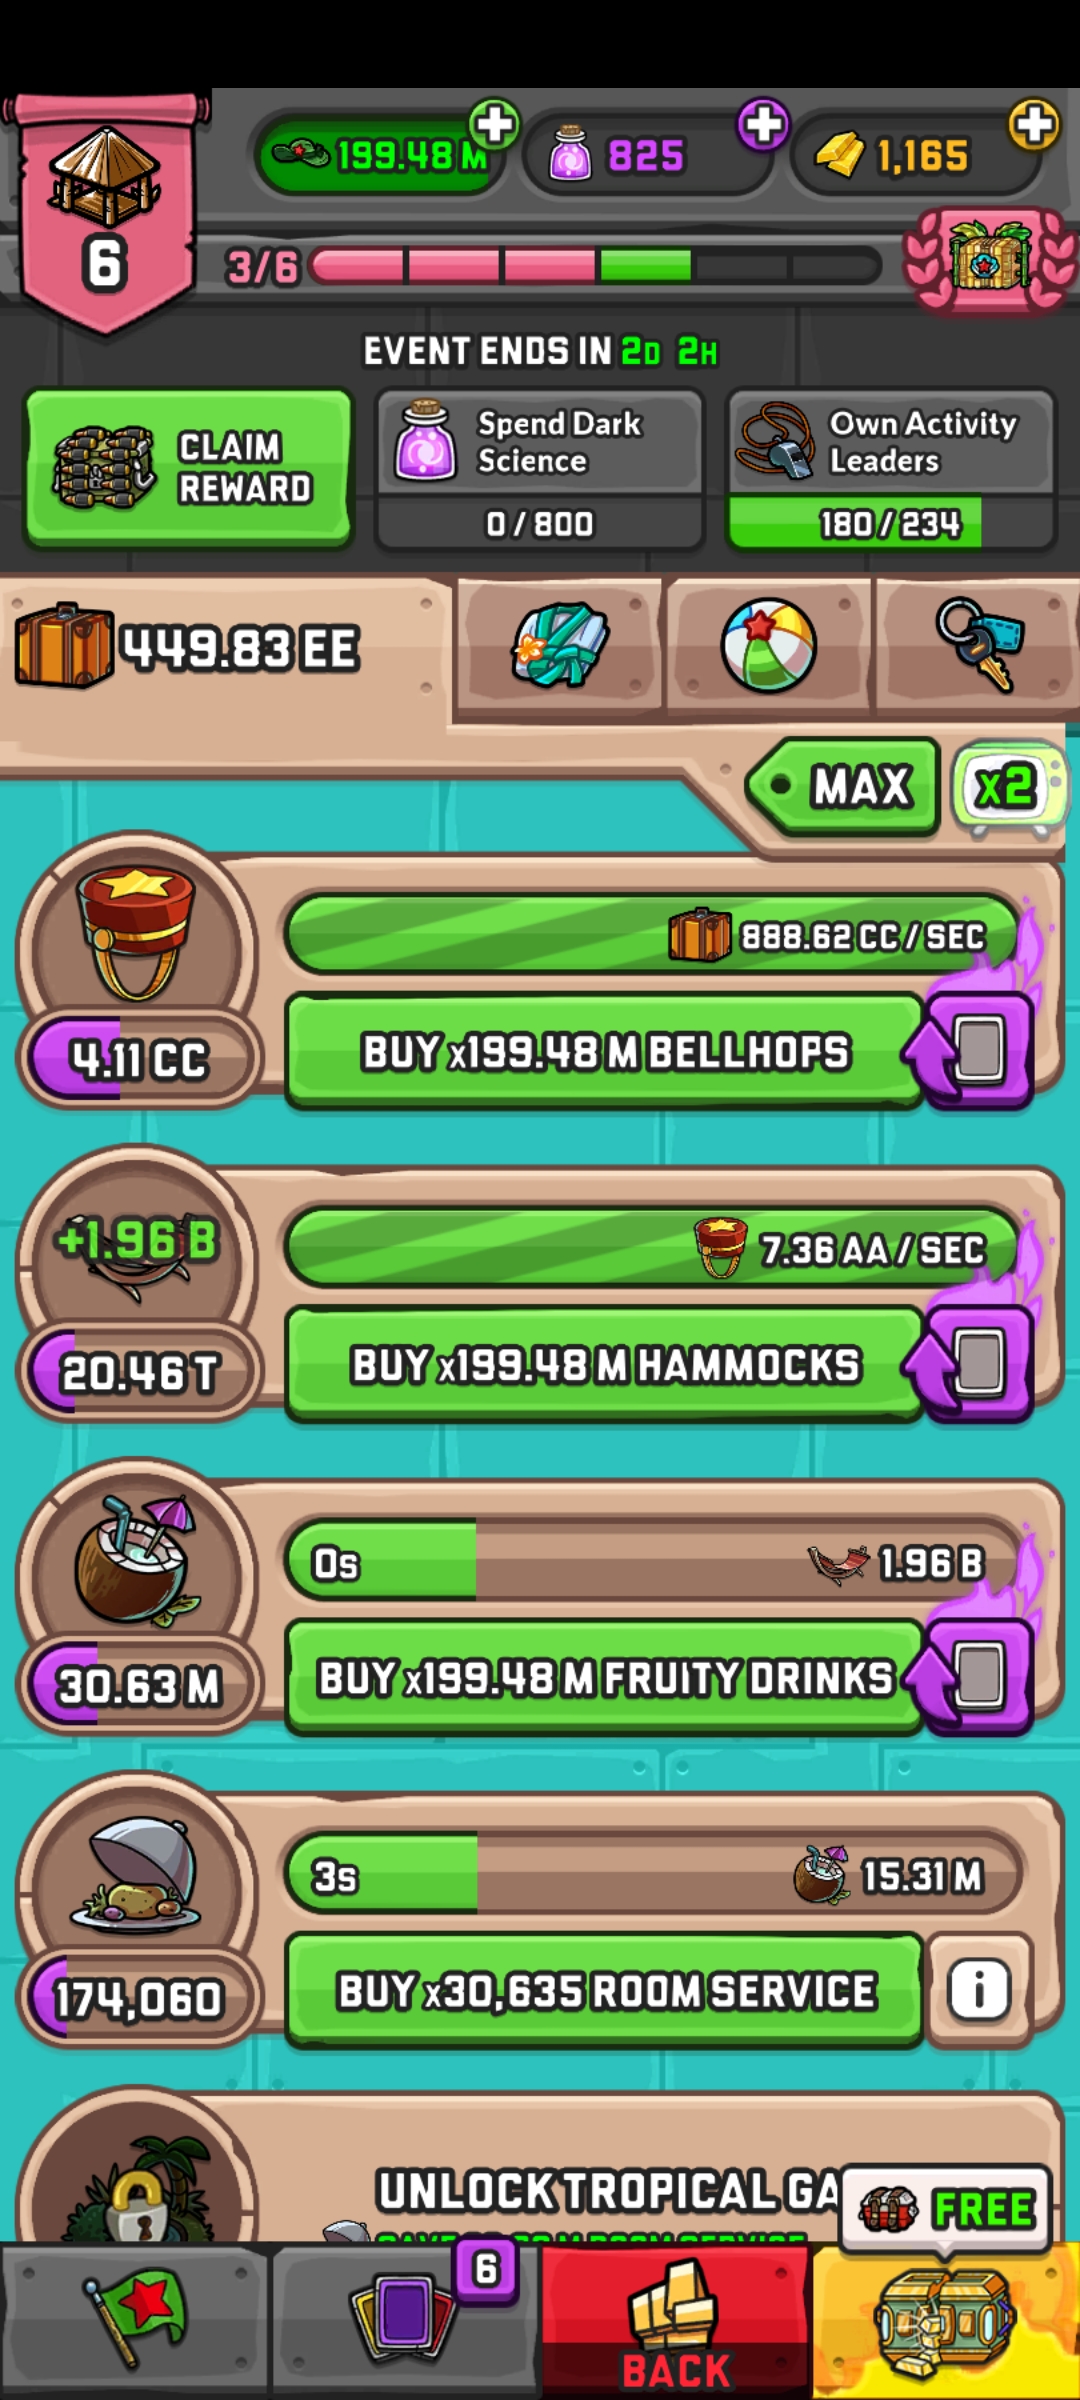 199.48 M
825
1,165
6
3/6
EVENT ENDS IN 2D 2H
CLAIM
REWARD
Spend Dark
Science
0 / 800
Own Activity
Leaders
180 / 234
449.83 EE
MAX
x2
888.62 CC / SEC
4.11 CC
BUY x199.48 M BELLHOPS
+1.96 B
7.36 AA / SEC
20.46 T
BUY x199.48 M HAMMOCKS
0s
1.96 B
30.63 M
BUY x199.48 M FRUITY DRINKS
3s
15.31 M
174,060
BUY x30,635 ROOM SERVICE
i
UNLOCK TROPICAL GA
FREE
6
BACK